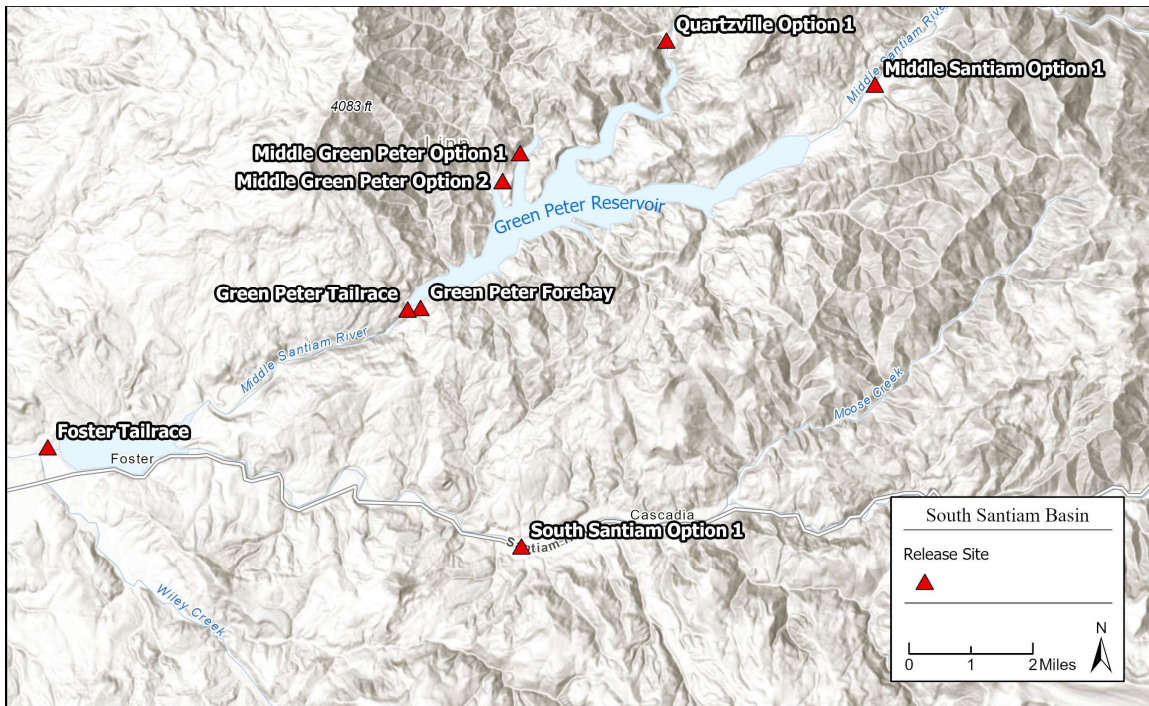 Quartzville Option 1
Middle Santiam River
Middle Santiam Option 1
4083 ft
Linn
Middle Green Peter Option 1
Middle Green Peter Option 2
Green Peter Reservoir
Green Peter Tailrace
Green Peter Forebay
Middle Santiam River
Moose Creek
Foster Tailrace
Foster
Cascadia
South Santiam Option 1
Wiley Creek
South Santiam Basin
Release Site
N
0 1 2 Miles